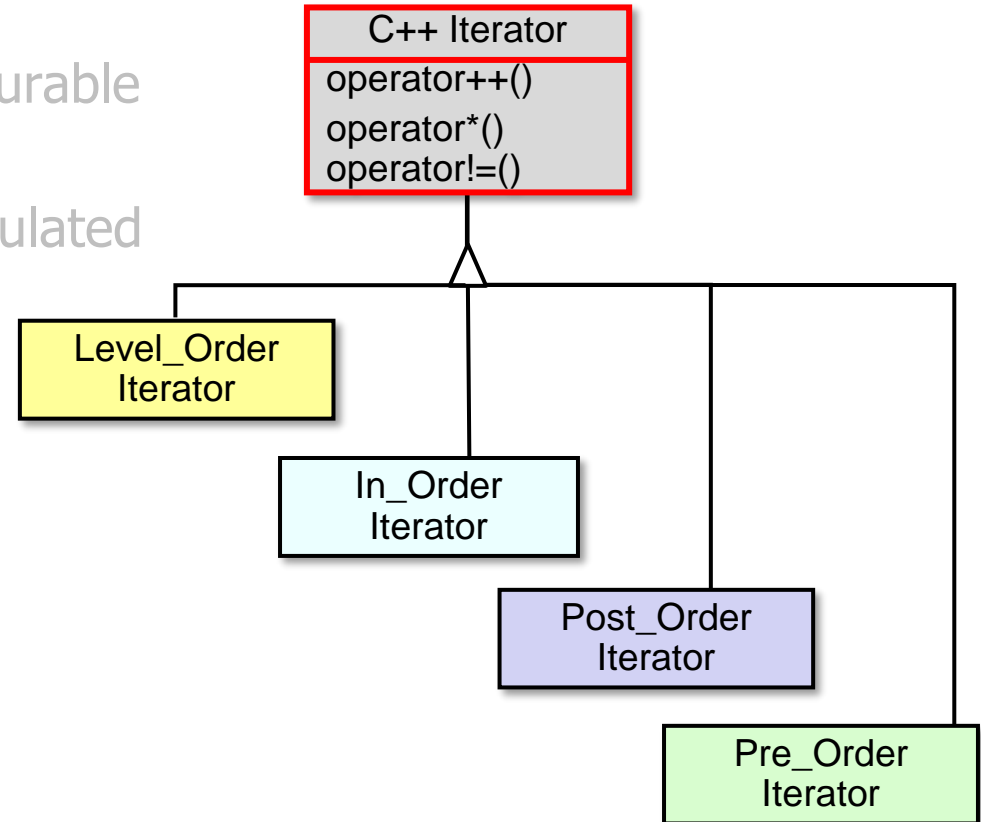 C++ Iterator
operator++()
operator*()
operator!=()
Level_Order
Iterator
In_Order
Iterator
Post_Order
Iterator
Pre_Order
Iterator
urable
ulated